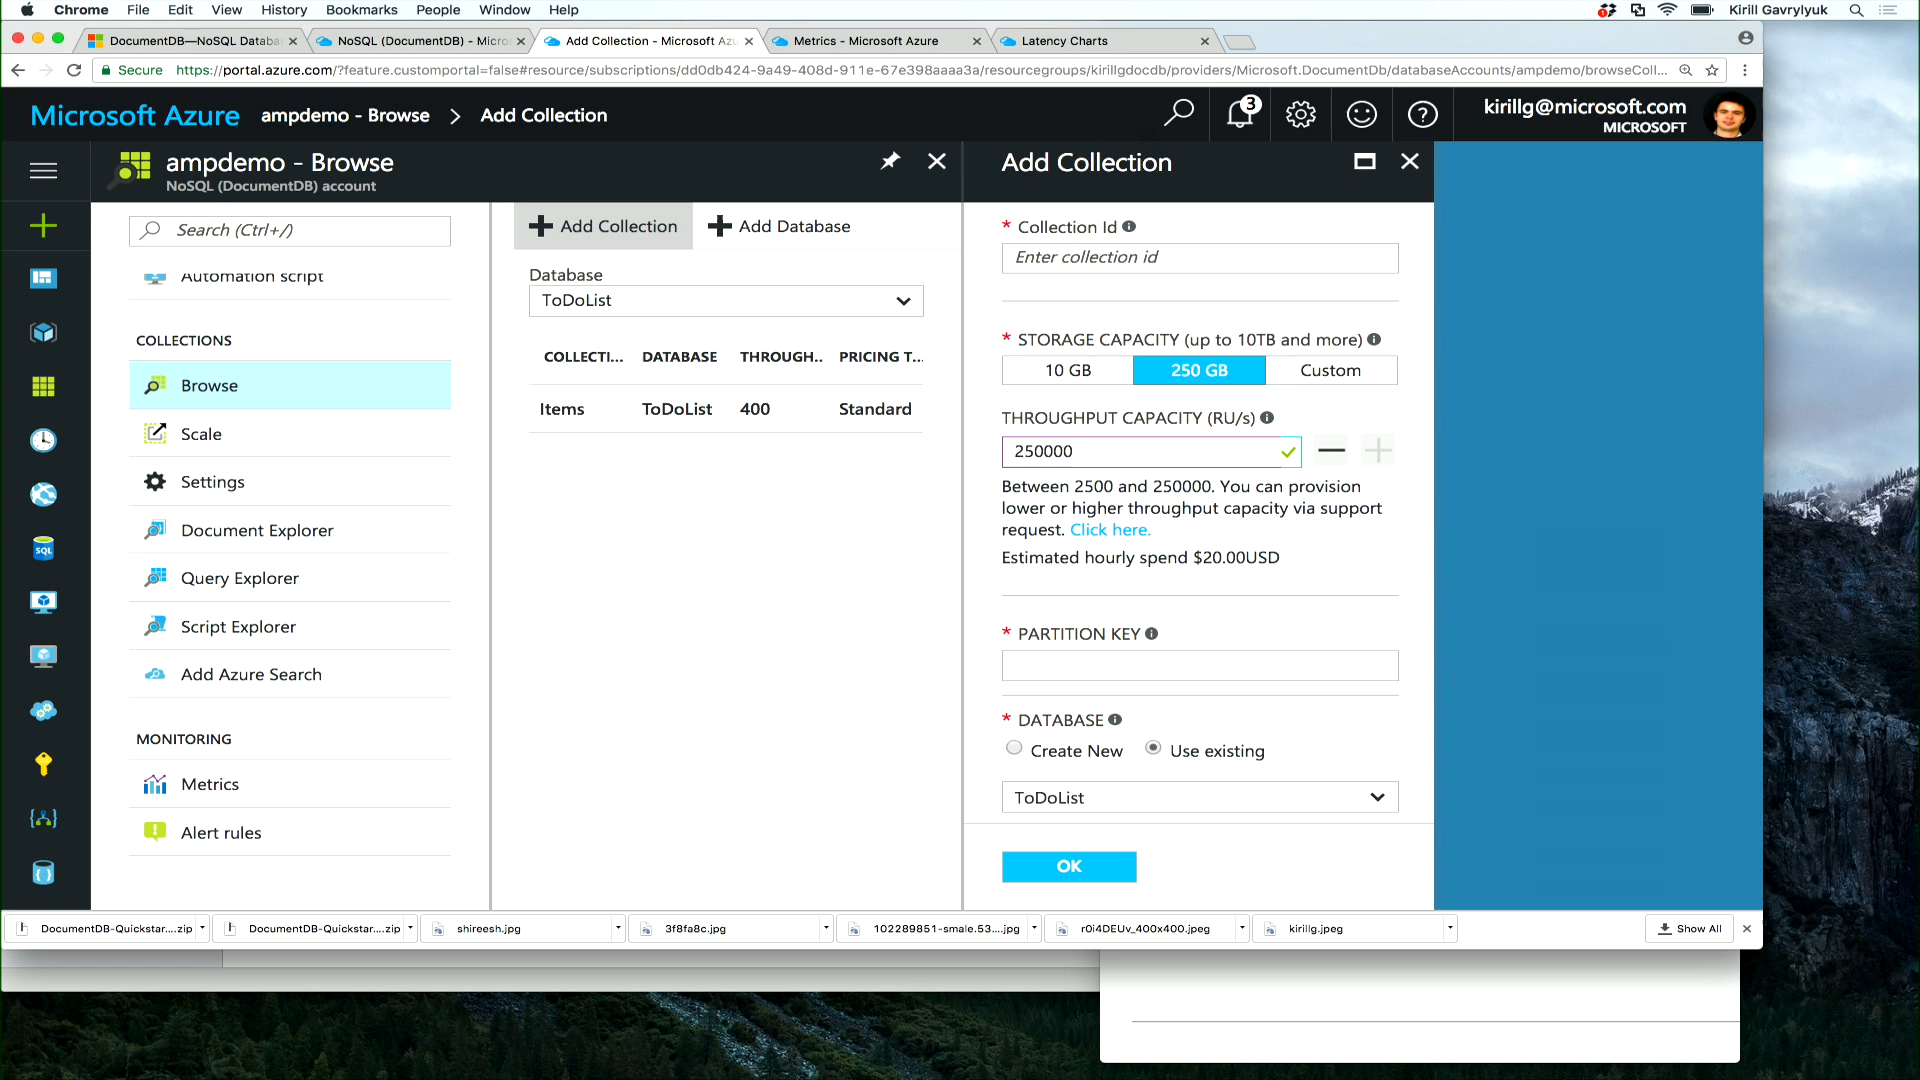 Chrome File Edit View History Bookmarks People Window Help Kirill Gavrylyuk
DocumentDB—NoSQL Databa NoSQL (DocumentDB) - Micros Add Collection - Microsoft Azu Metrics - Microsoft Azure Latency Charts
Secure https://portal.azure.com/?feature.customportal=false#resource/subscriptions/dd0db424-9a49-408d-911e-67e398aaaa3a/resourcegroups/kirillgdocdb/providers/Microsoft.DocumentDb/databaseAccounts/ampdemo/browseColl...
Microsoft Azure ampdemo - Browse > Add Collection
3
kirillg@microsoft.com
MICROSOFT
ampdemo - Browse
NoSQL (DocumentDB) account
Search (Ctrl+/)
Automation script
COLLECTIONS
Browse
Scale
Settings
Document Explorer
Query Explorer
Script Explorer
Add Azure Search
MONITORING
Metrics
Alert rules
SQL
Add Collection Add Database
Database
ToDoList
COLLECTI... DATABASE THROUGH.. PRICING T...
Items ToDoList 400 Standard
Add Collection
* Collection Id
Enter collection id
* STORAGE CAPACITY (up to 10TB and more)
10 GB 250 GB Custom
THROUGHPUT CAPACITY (RU/s)
250000
Between 2500 and 250000. You can provision
lower or higher throughput capacity via support
request. Click here.
Estimated hourly spend $20.00USD
* PARTITION KEY
* DATABASE
Create New Use existing
ToDoList
OK
DocumentDB-Quickstar....zip DocumentDB-Quickstar....zip shireesh.jpg 3f8fa8c.jpg 102289851-smale.53....jpg r0i4DEUv_400x400.jpeg kirillg.jpeg Show All